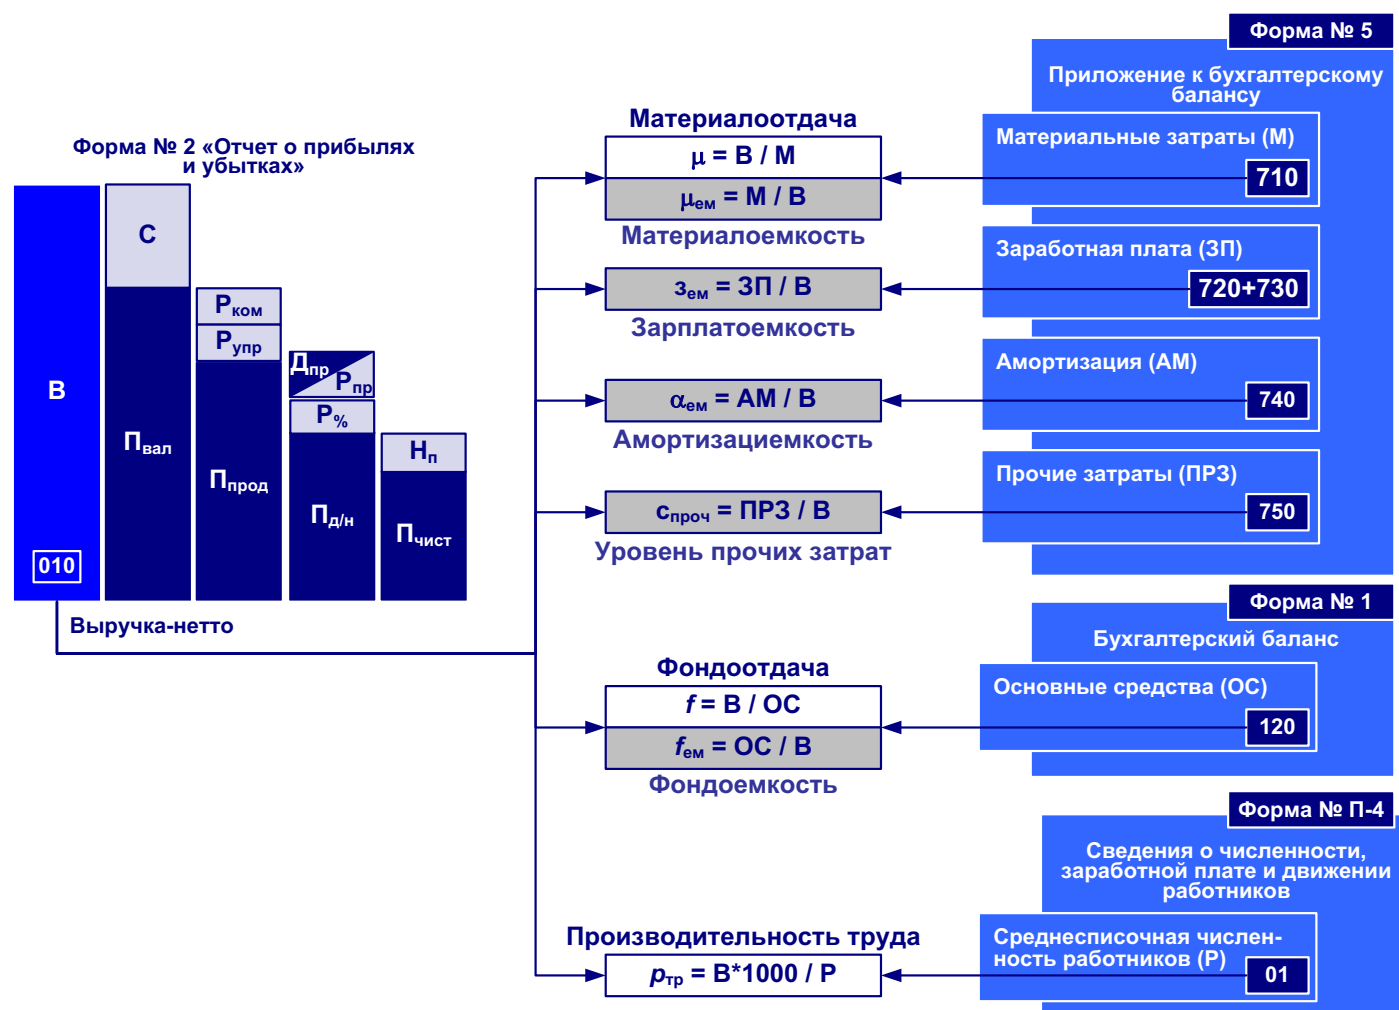 Форма № 2 «Отчет о прибылях
и убытках»
В
010
С
Пвал
Рком
Рупр
Ппрод
Дпр
Рпр
Р%
Пд/н
Нп
Пчист
Выручка-нетто
Материалоотдача
μ = В / М
μем = М / В
Материалоемкость
зем = ЗП / В
Зарплатоемкость
αем = АМ / В
Амортизациемкость
спроч = ПРЗ / В
Уровень прочих затрат
Фондоотдача
f = В / ОС
fем = ОС / В
Фондоемкость
Производительность труда
pтр = В*1000 / Р
Форма № 5
Приложение к бухгалтерскому
балансу
Материальные затраты (М)
710
Заработная плата (ЗП)
720+730
Амортизация (АМ)
740
Прочие затраты (ПРЗ)
750
Форма № 1
Бухгалтерский баланс
Основные средства (ОС)
120
Форма № П-4
Сведения о численности,
заработной плате и движении
работников
Среднесписочная числен-
ность работников (Р)
01